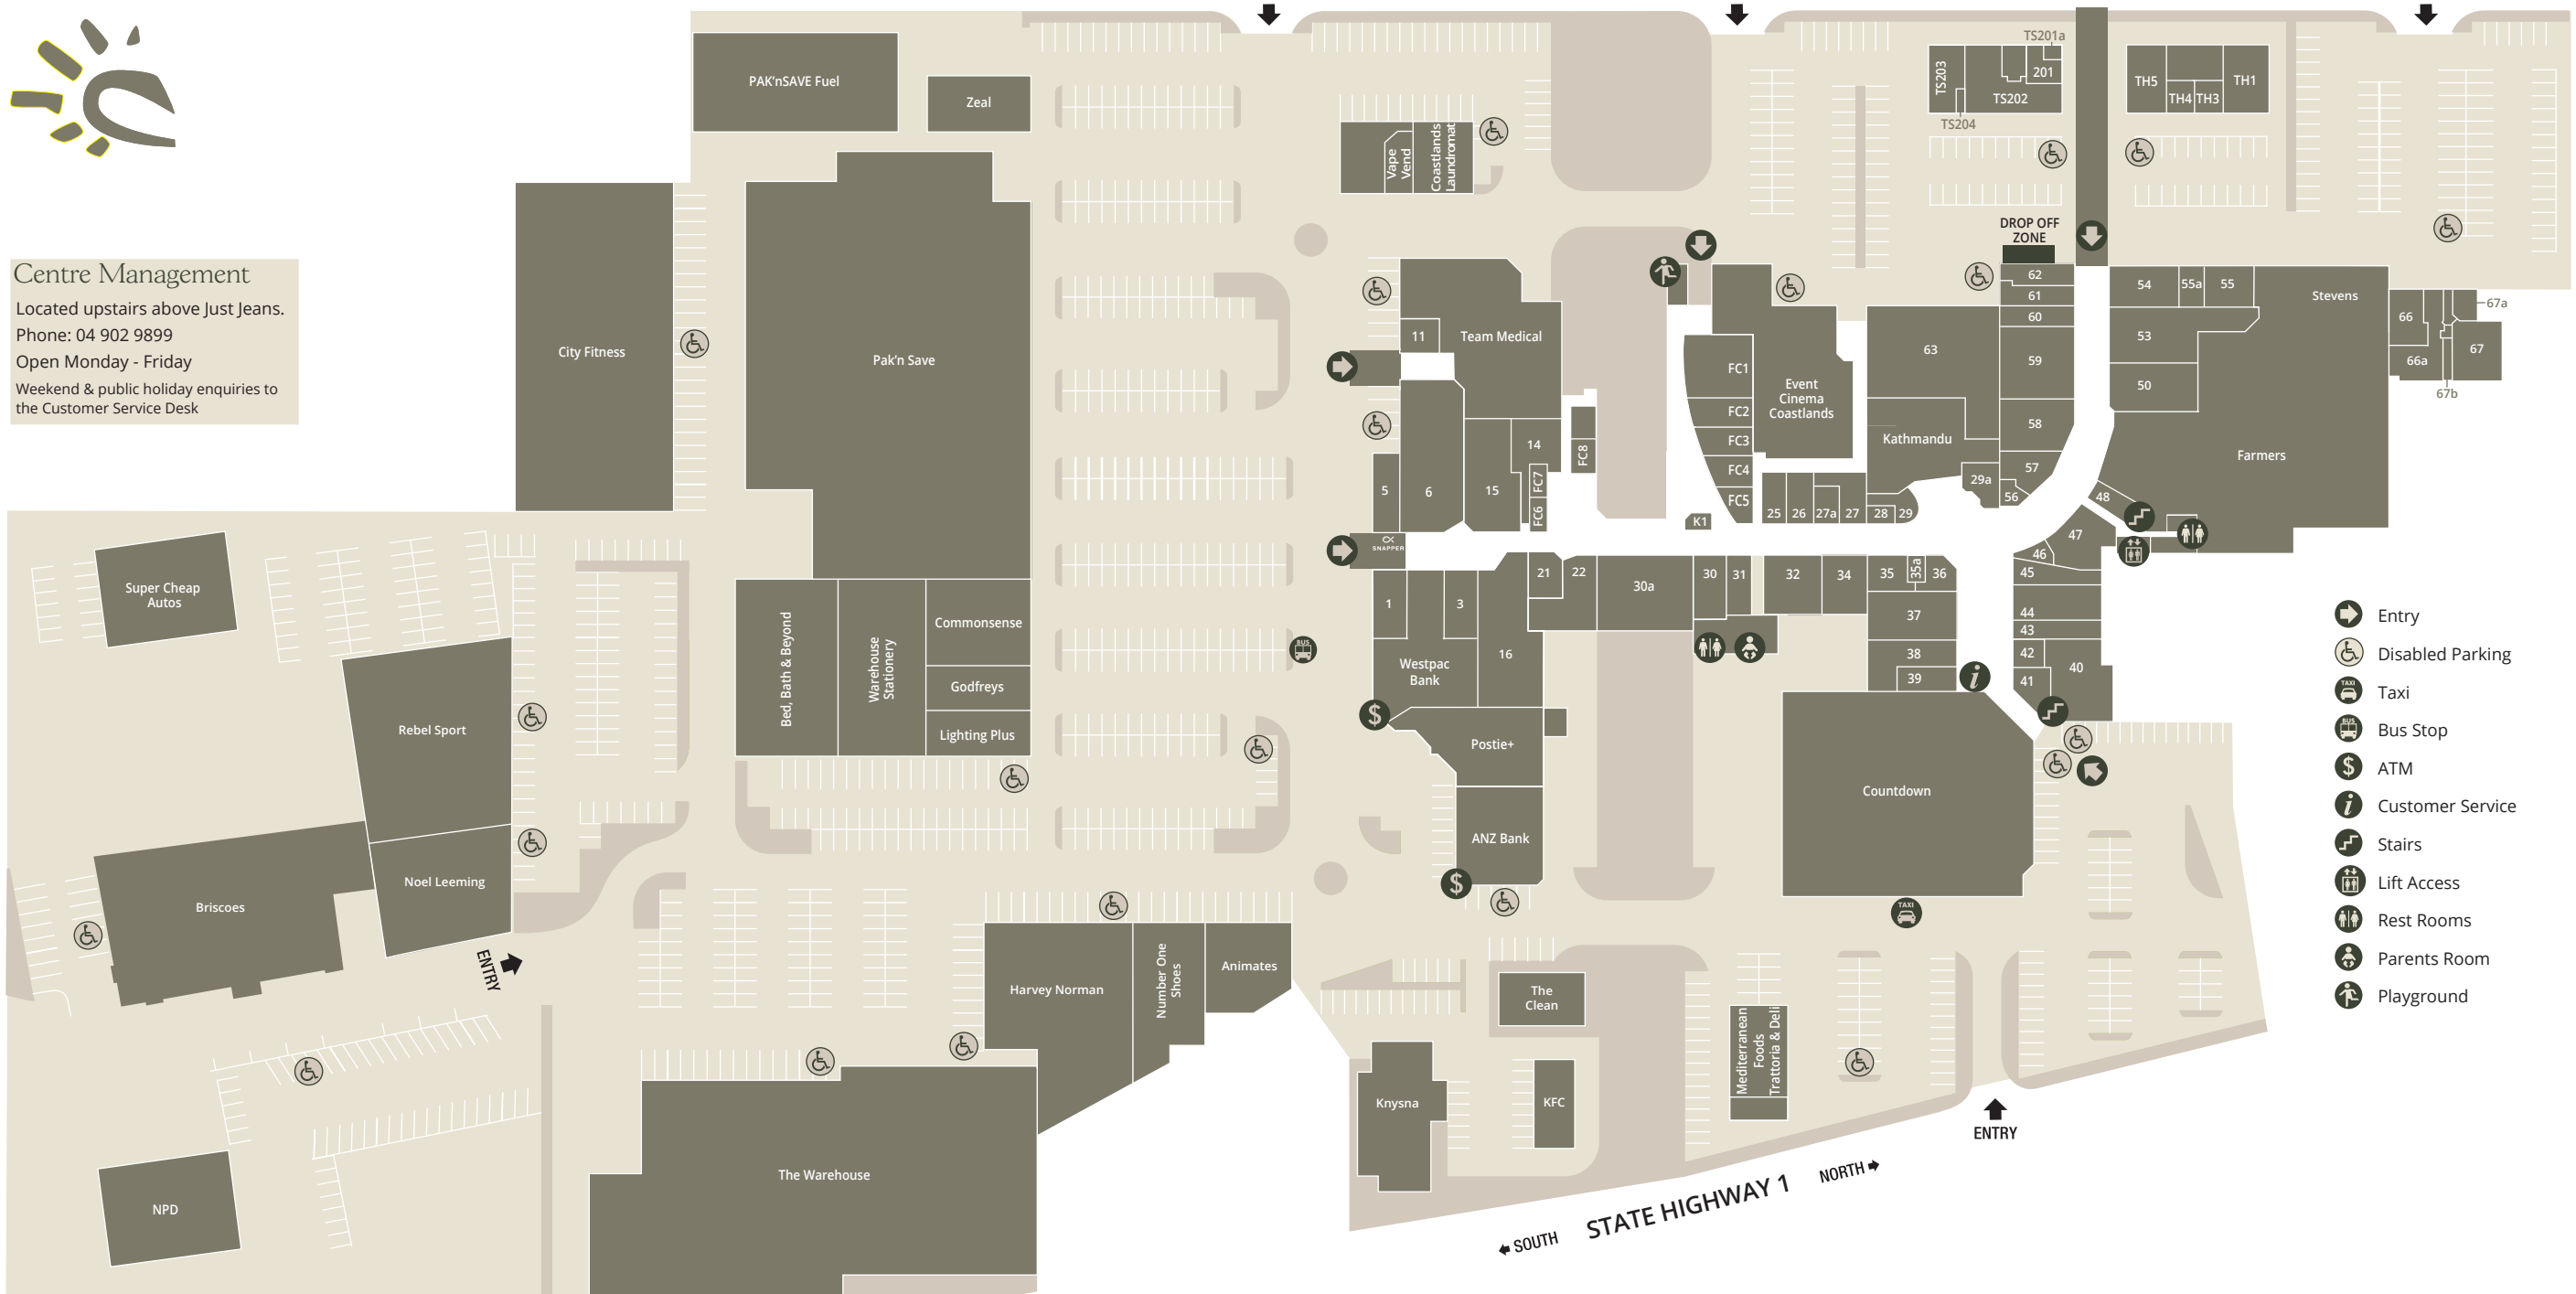 TS201a
TS203
201
TS202
TS204
TH5
TH4
TH3
TH1
PAK'nSAVE Fuel
Zeal
Vape
Vend
Coastlands
Laundromat
DROP OFF
ZONE
Centre Management
Located upstairs above Just Jeans.
Phone: 04 902 9899
Open Monday - Friday
Weekend & public holiday enquiries to
the Customer Service Desk
City Fitness
Pak'n Save
11
Team Medical
6
5
15
14
FC7
FC6
FC8
SNAPPER
FC1
FC2
FC3
FC4
FC5
K1
Event
Cinema
Coastlands
25
26
27a
27
28
29
63
Kathmandu
29a
62
61
60
59
58
57
56
54
55a
55
Stevens
53
50
Farmers
48
47
46
66
66a
67a
67
67b
Super Cheap
Autos
Rebel Sport
Noel Leeming
Briscoes
ENTRY
NPD
Bed, Bath & Beyond
Warehouse
Stationery
Commonsense
Godfreys
Lighting Plus
BUS
1
3
16
21
22
30a
30
31
32
34
35
35a
36
37
38
39
45
44
43
42
41
40
Westpac
Bank
$
Postie+
ANZ Bank
$
i
Countdown
TAXI
Harvey Norman
Number One
Shoes
Animates
The Warehouse
The
Clean
Knysna
KFC
Mediterranean
Foods
Trattoria & Deli
ENTRY
SOUTH
STATE HIGHWAY 1
NORTH
Entry
Disabled Parking
TAXI
Taxi
BUS
Bus Stop
$
ATM
i
Customer Service
Stairs
Lift Access
Rest Rooms
Parents Room
Playground